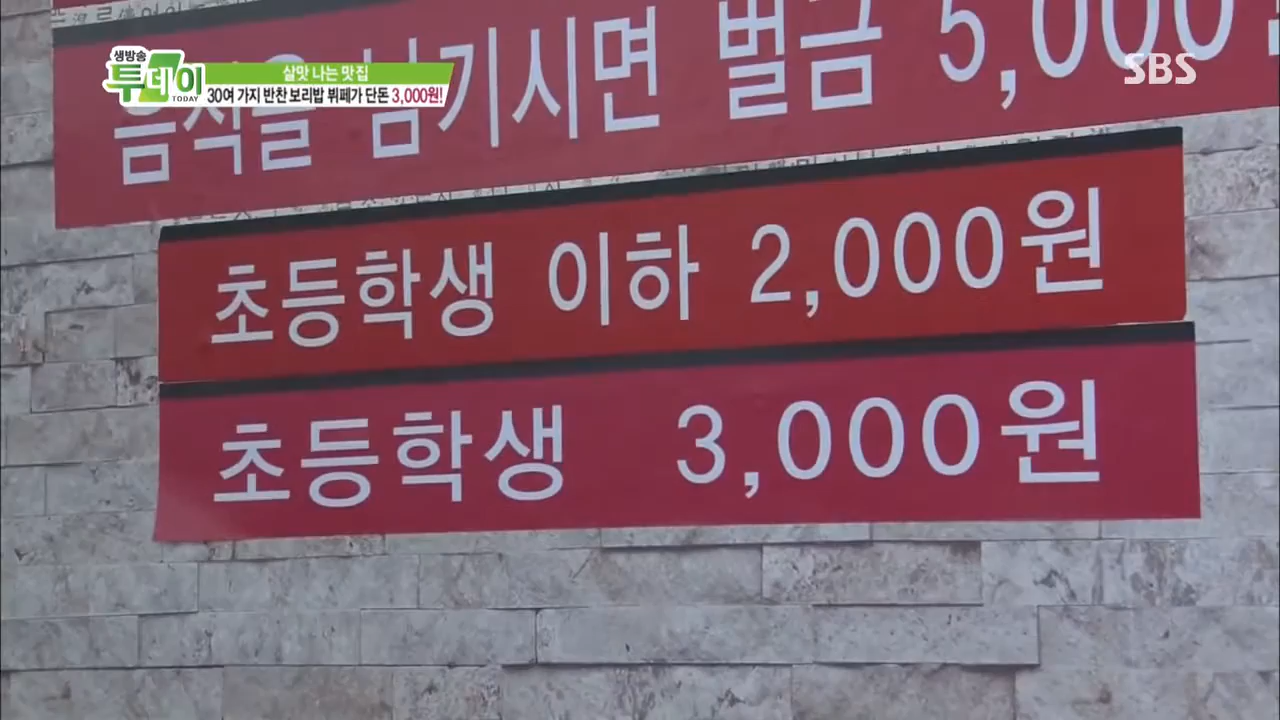 생방송
투데이
TODAY
살맛 나는 맛집
30여 가지 반찬 보리밥 뷔페가 단돈 3,000원!
SBS
음식을 남기시면 벌금 5,000
초등학생 이하 2,000원
초등학생 3,000원